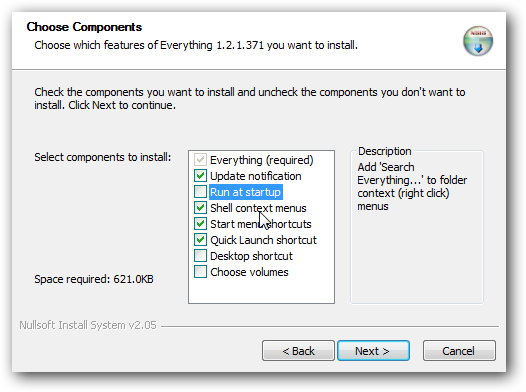 Choose Components
Choose which features of Everything 1.2.1.371 you want to install.
Check the components you want to install and uncheck the components you don't want to
install. Click Next to continue.
Select components to install:
Everything (required)
Update notification
Run at startup
Shell context menus
Start menu shortcuts
Quick Launch shortcut
Desktop shortcut
Choose volumes
Description
Add 'Search
Everything...' to folder
context (right click)
menus
Space required: 621.0KB
Nullsoft Install System v2.05
< Back
Next >
Cancel